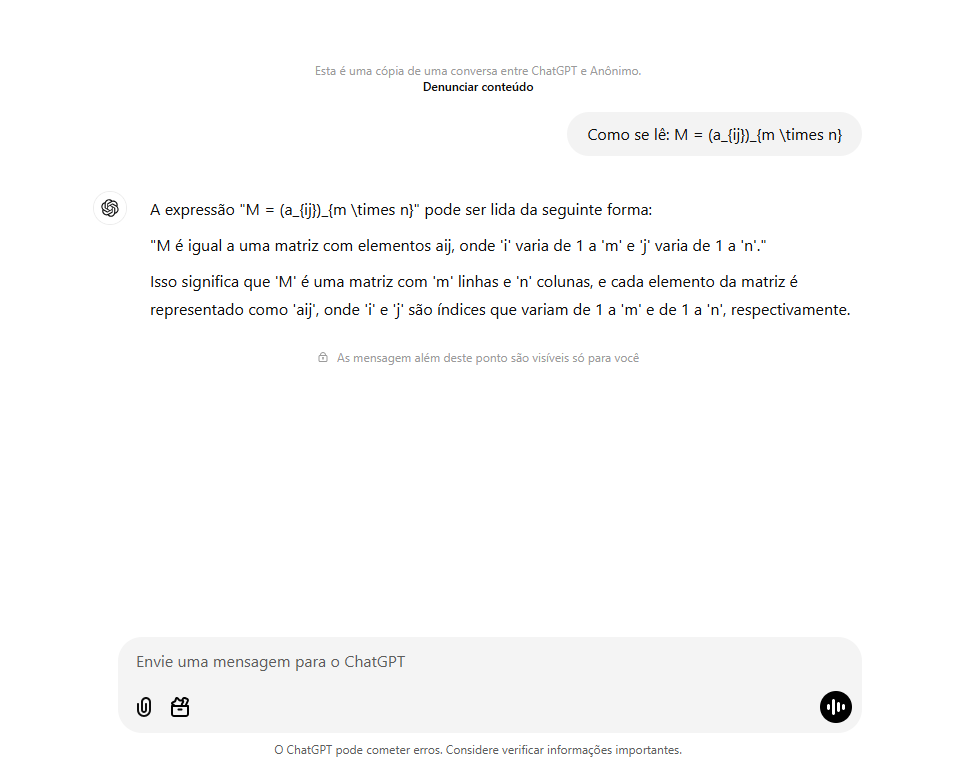 Esta é uma cópia de uma conversa entre ChatGPT e Anônimo.
Denunciar conteúdo
Como se lê: M = (a_{ij})_{m \times n}
A expressão "M = (a_{ij})_{m \times n}" pode ser lida da seguinte forma:
"M é igual a uma matriz com elementos aij, onde 'i' varia de 1 a 'm' e 'j' varia de 1 a 'n'."
Isso significa que 'M' é uma matriz com 'm' linhas e 'n' colunas, e cada elemento da matriz é
representado como 'aij', onde 'i' e 'j' são índices que variam de 1 a 'm' e de 1 a 'n', respectivamente.
As mensagem além deste ponto são visíveis só para você
Envie uma mensagem para o ChatGPT
O ChatGPT pode cometer erros. Considere verificar informações importantes.